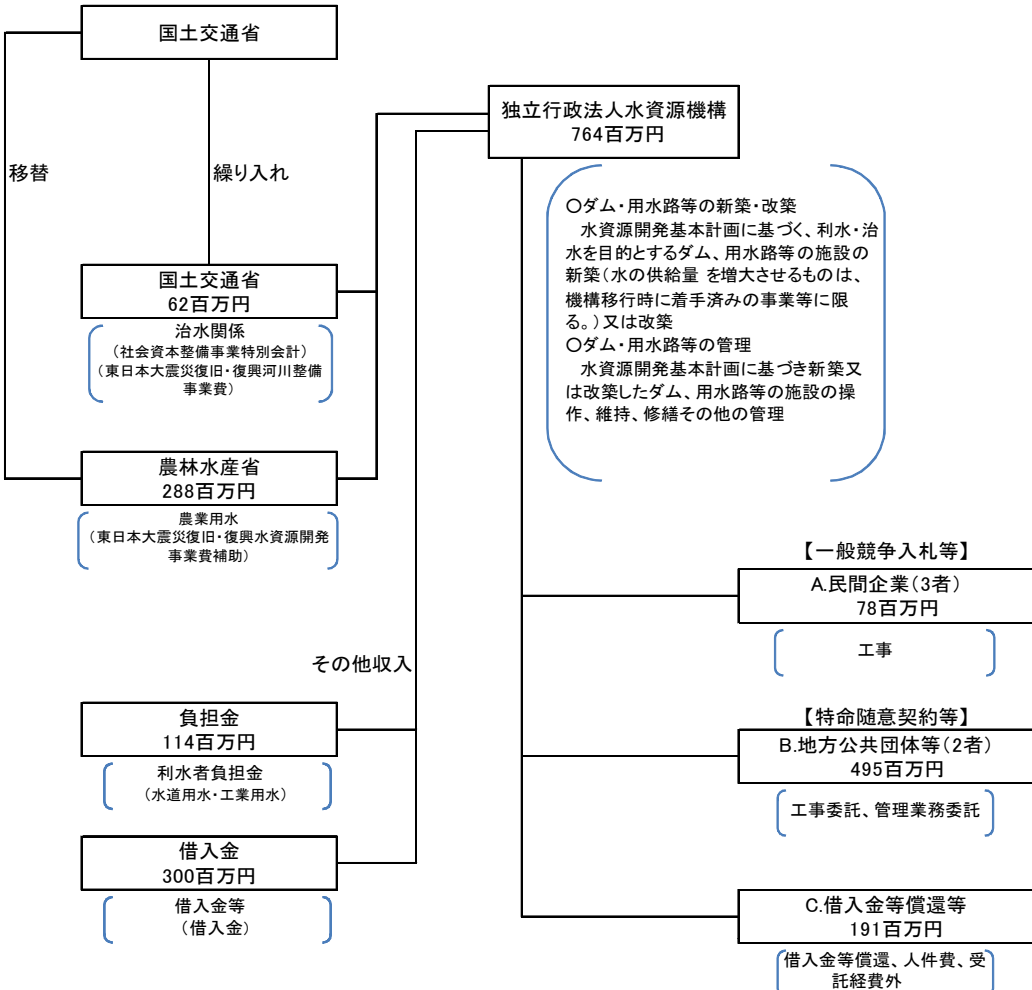 国土交通省
移替
繰り入れ
国土交通省
62百万円
治水関係
（社会資本整備事業特別会計）
（東日本大震災復旧・復興河川整備
事業費）
農林水産省
288百万円
農業用水
（東日本大震災復旧・復興水資源開発
事業費補助）
その他収入
負担金
114百万円
利水者負担金
（水道用水・工業用水）
借入金
300百万円
借入金等
（借入金）
独立行政法人水資源機構
764百万円
○ダム・用水路等の新築・改築
水資源開発基本計画に基づく、利水・治
水を目的とするダム、用水路等の施設の
新築（水の供給量 を増大させるものは、
機構移行時に着手済みの事業等に限
る。）又は改築
○ダム・用水路等の管理
水資源開発基本計画に基づき新築又
は改築したダム、用水路等の施設の操
作、維持、修繕その他の管理
【一般競争入札等】
A.民間企業（3者）
78百万円
工事
【特命随意契約等】
B.地方公共団体等（2者）
495百万円
工事委託、管理業務委託
C.借入金等償還等
191百万円
借入金等償還、人件費、受
託経費外